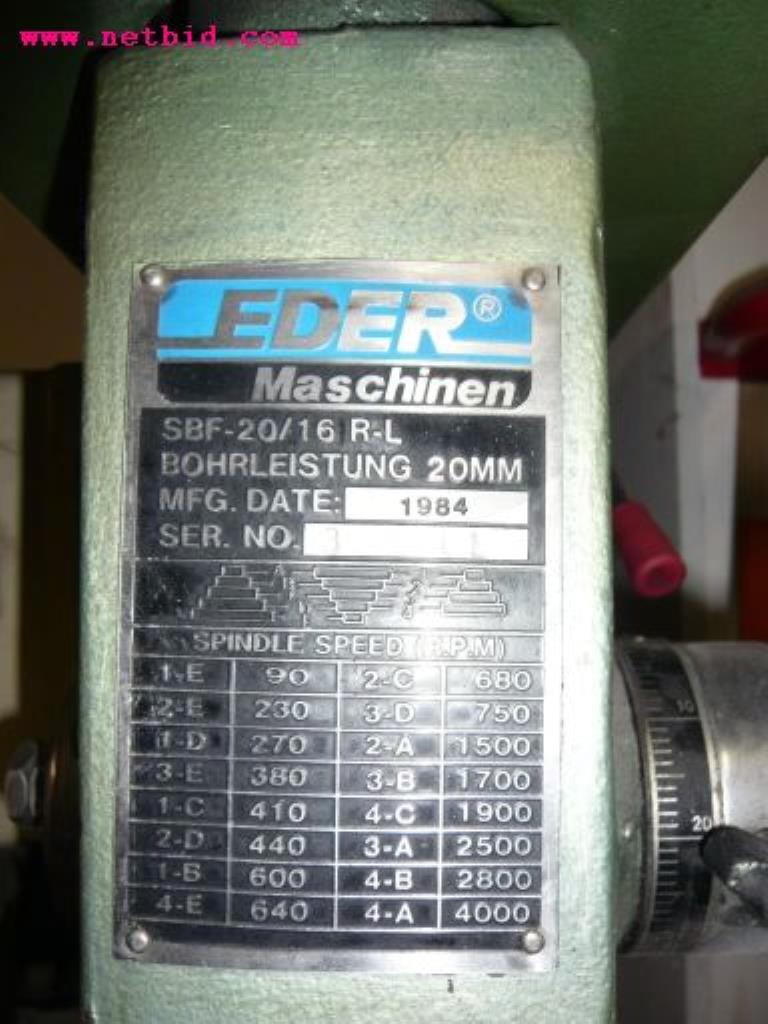 www.netbid.com
EDER®
Maschinen
SBF-20/16 R-L
BOHRLEISTUNG 20MM
MFG. DATE: 1984
SER. NO.
SPINDLE SPEED (R.P.M)
1-E 90 2-C 680
2-E 230 3-D 750
1-D 270 2-A 1500
3-E 380 3-B 1700
1-C 410 4-C 1900
2-D 440 3-A 2500
1-B 600 4-B 2800
4-E 640 4-A 4000
10
20